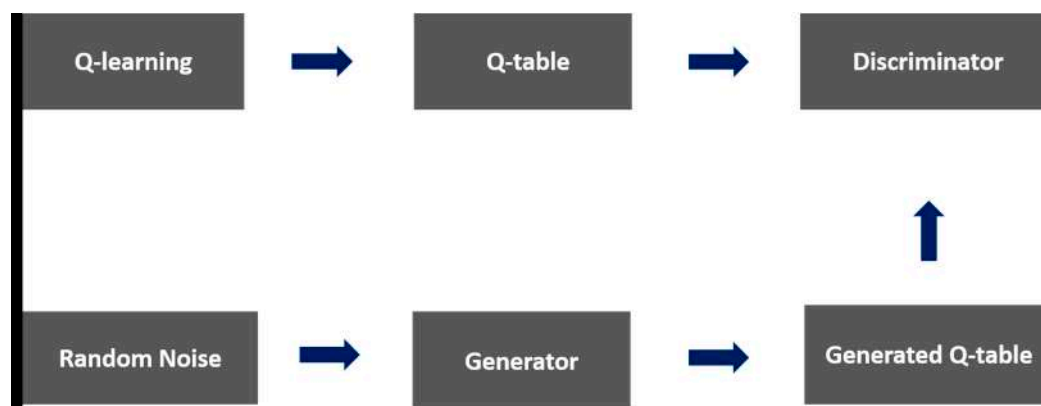 Q-learning
Q-table
Discriminator
Random Noise
Generator
Generated Q-table